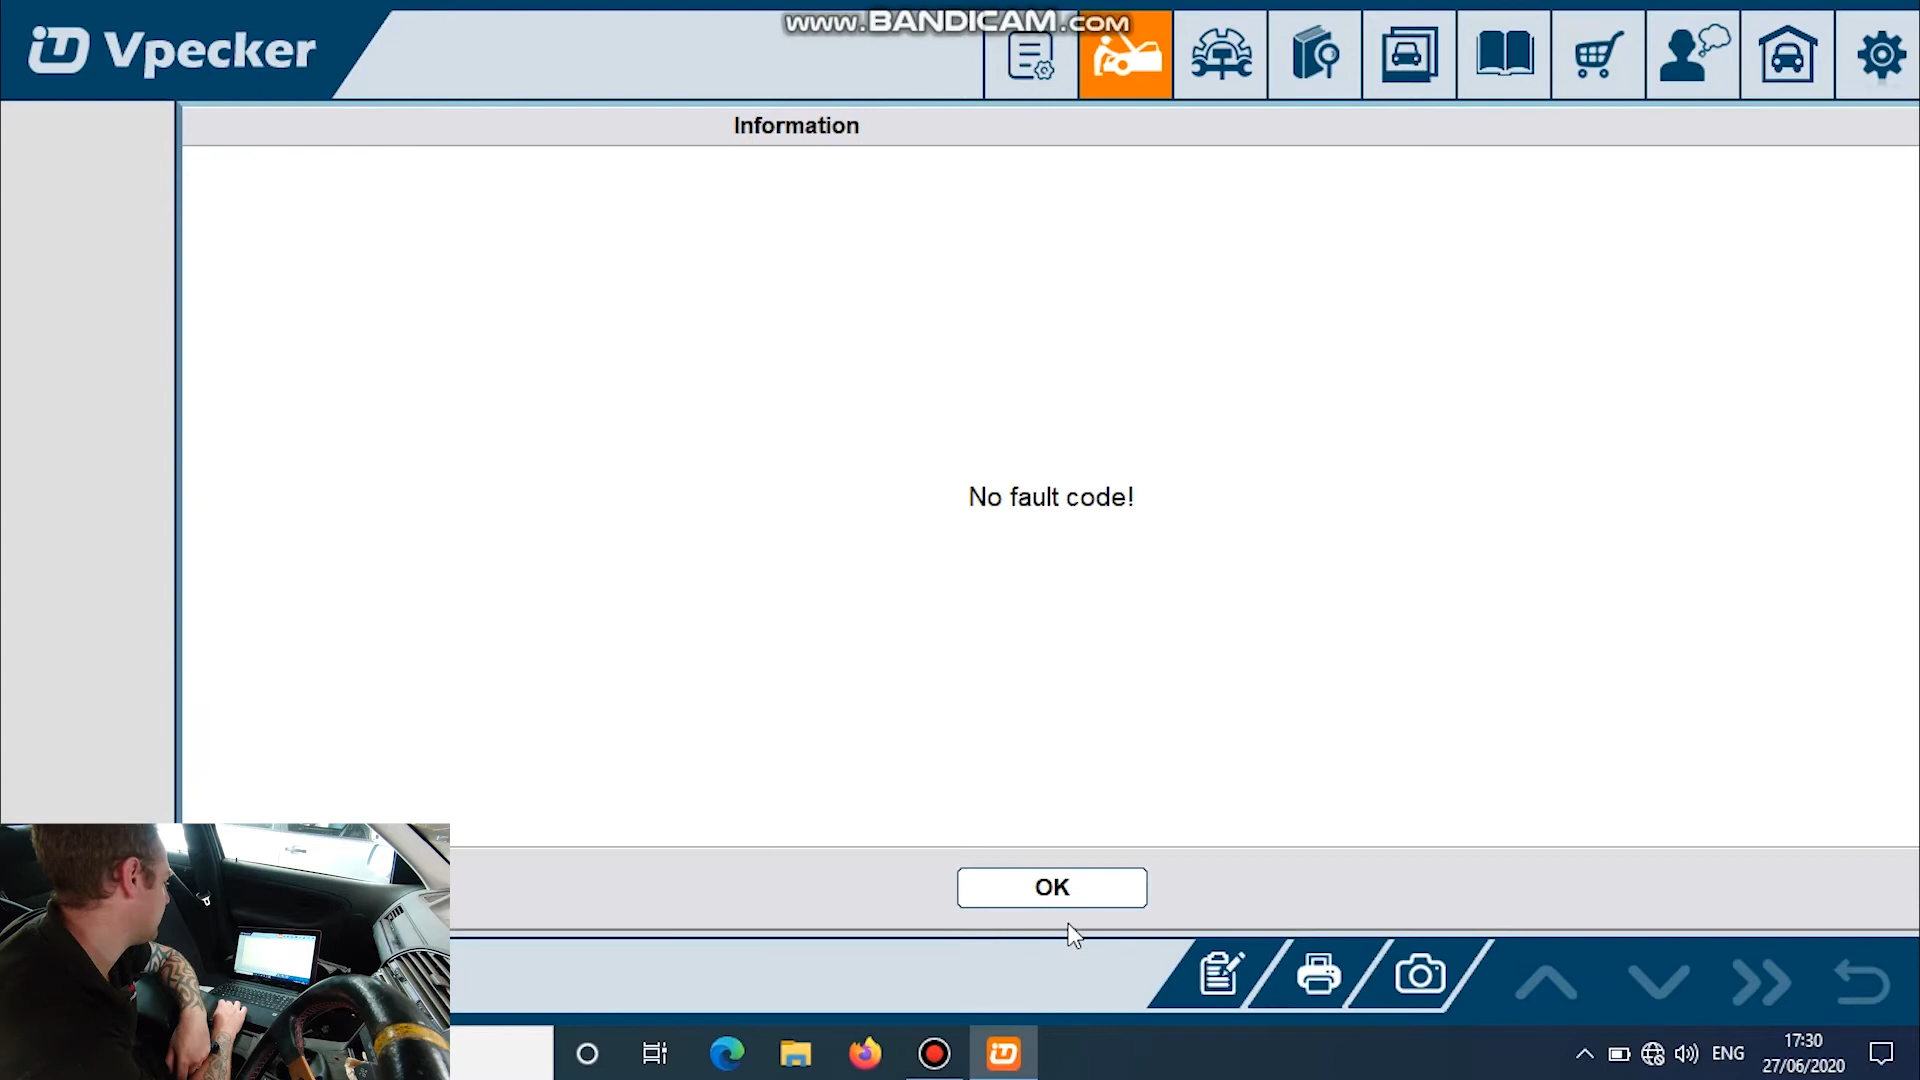 Vpecker
www.BANDICAM.com
Information
No fault code!
OK
ENG
17:30
27/06/2020